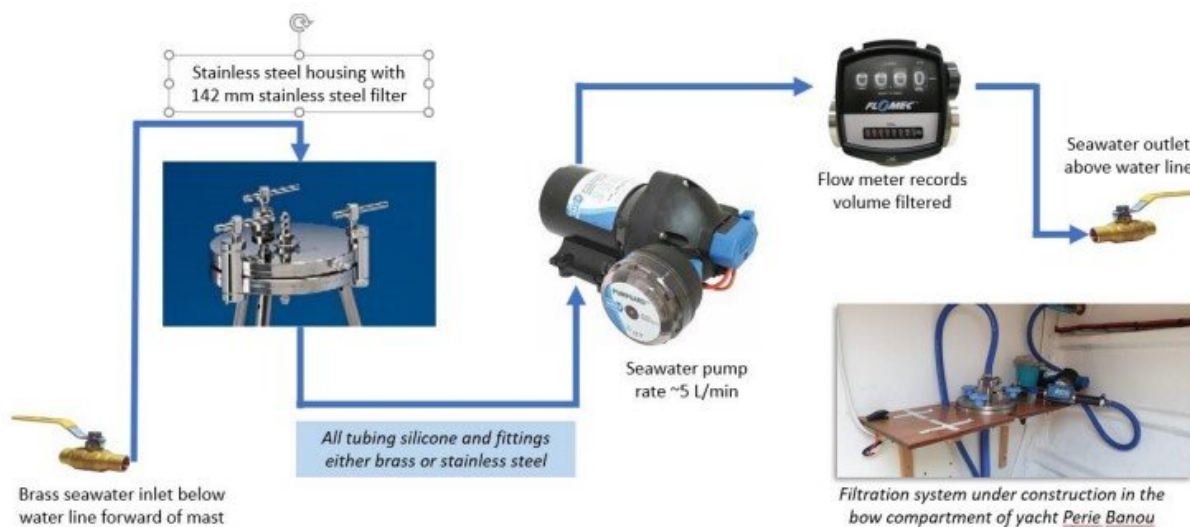 Stainless steel housing with
142 mm stainless steel filter
FLOMEC
Flow meter records
volume filtered
Seawater outlet
above water line
Seawater pump
rate ~5 L/min
All tubing silicone and fittings
either brass or stainless steel
Brass seawater inlet below
water line forward of mast
Filtration system under construction in the
bow compartment of yacht Perie Banou